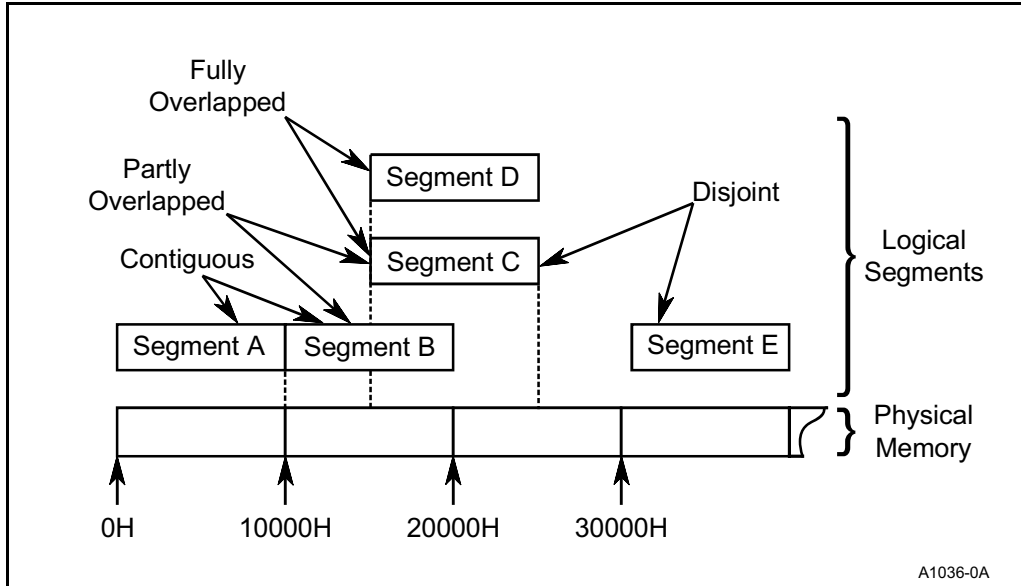 Fully
Overlapped
Segment D
Partly
Overlapped
Disjoint
Segment C
Contiguous
Logical
Segments
Segment A
Segment B
Segment E
Physical
Memory
0H
10000H
20000H
30000H
A1036-0A